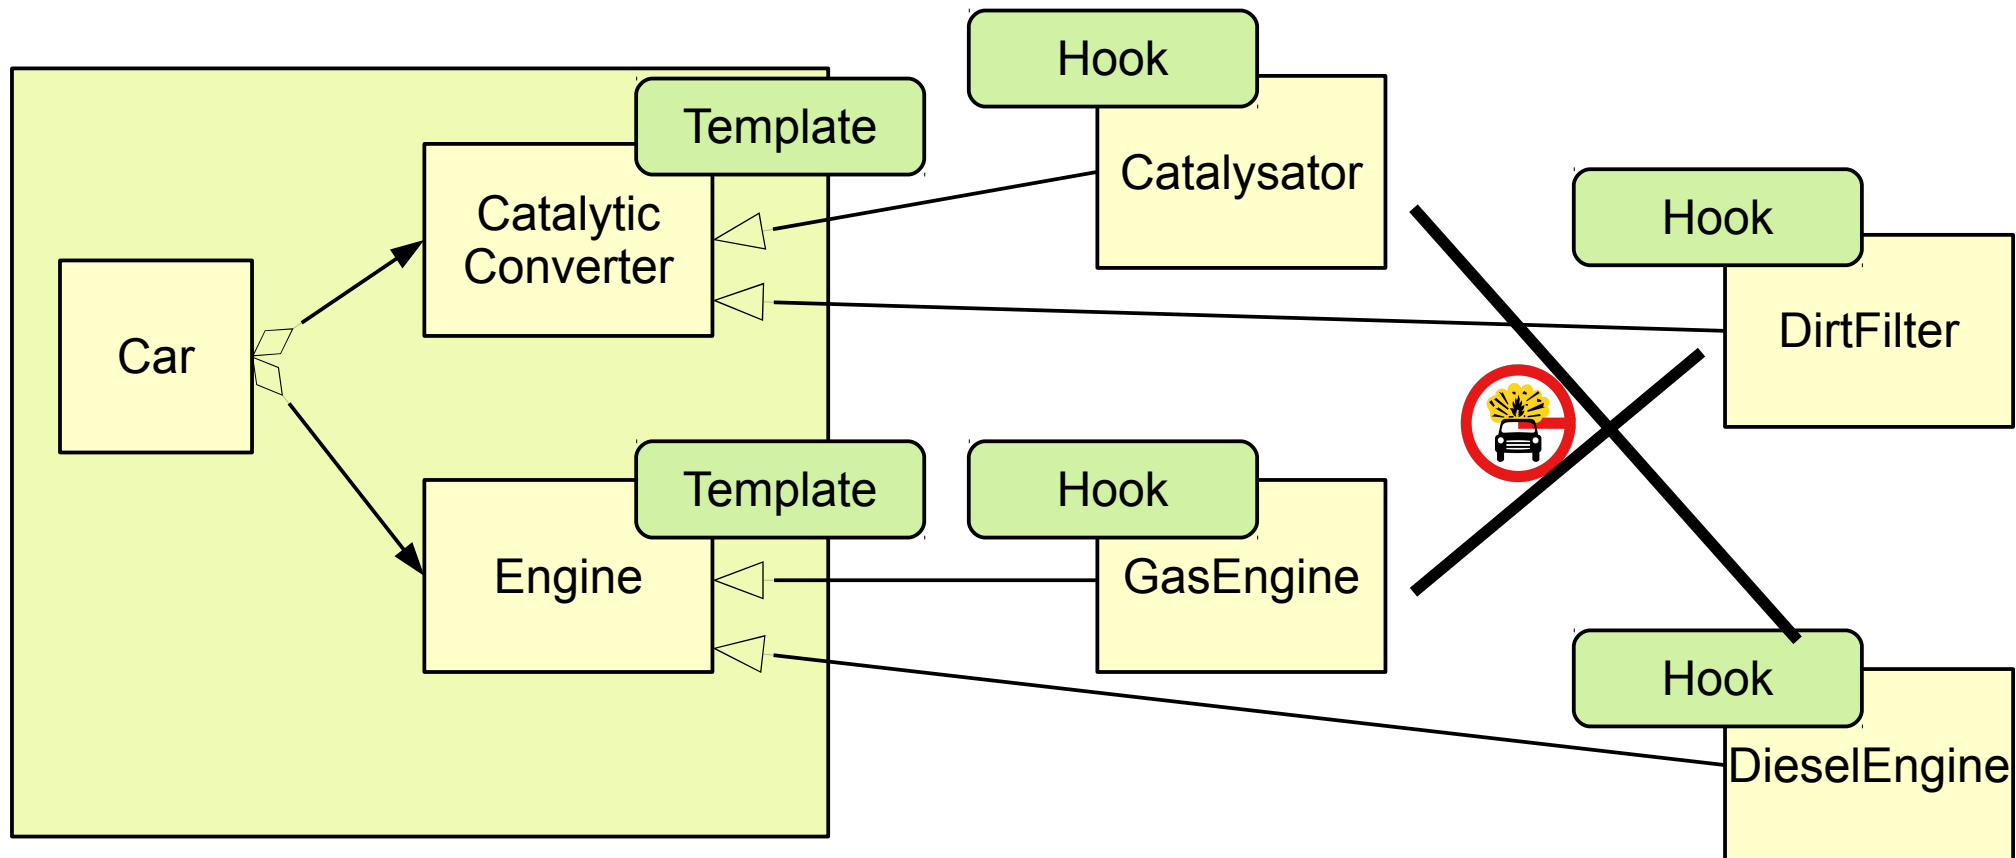 Hook
Template
Catalysator
Hook
Catalytic
Converter
DirtFilter
Car
Template
Hook
Engine
GasEngine
Hook
DieselEngine